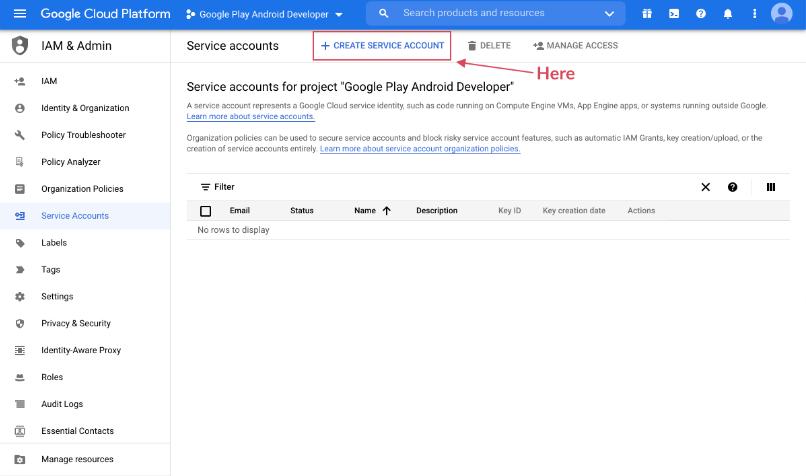 Google Cloud Platform
Google Play Android Developer
Search products and resources
IAM & Admin
Service accounts
+ CREATE SERVICE ACCOUNT
DELETE
MANAGE ACCESS
Here
IAM
Identity & Organization
Policy Troubleshooter
Policy Analyzer
Organization Policies
Service Accounts
Labels
Tags
Settings
Privacy & Security
Identity-Aware Proxy
Roles
Audit Logs
Essential Contacts
Manage resources
Service accounts for project "Google Play Android Developer"
A service account represents a Google Cloud service identity, such as code running on Compute Engine VMs, App Engine apps, or systems running outside Google.
Learn more about service accounts.
Organization policies can be used to secure service accounts and block risky service account features, such as automatic IAM Grants, key creation/upload, or the
creation of service accounts entirely. Learn more about service account organization policies.
Filter
Email Status Name Description Key ID Key creation date Actions
No rows to display